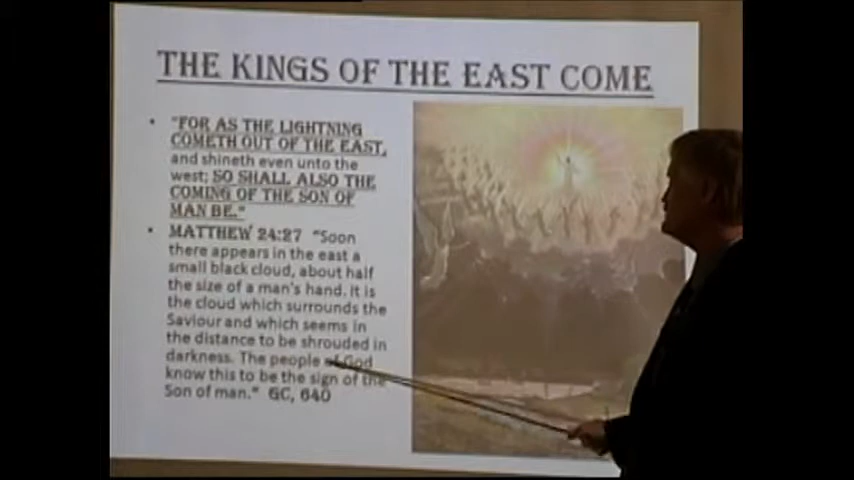 THE KINGS OF THE EAST COME
• "FOR AS THE LIGHTNING
COMETH OUT OF THE EAST,
and shineth even unto the
west; SO SHALL ALSO THE
COMING OF THE SON OF
MAN BE."
• MATTHEW 24:27 "Soon
there appears in the east a
small black cloud, about half
the size of a man's hand. It is
the cloud which surrounds the
Saviour and which seems in
the distance to be shrouded in
darkness. The people of God
know this to be the sign of the
Son of man." GC, 640